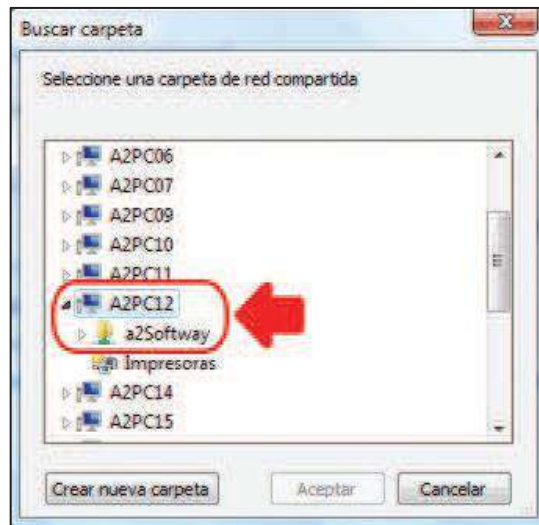 Buscar carpeta
Seleccione una carpeta de red compartida
A2PC06
A2PC07
A2PC09
A2PC10
A2PC11
A2PC12
a2Softway
Impresoras
A2PC14
A2PC15
Crear nueva carpeta Aceptar Cancelar